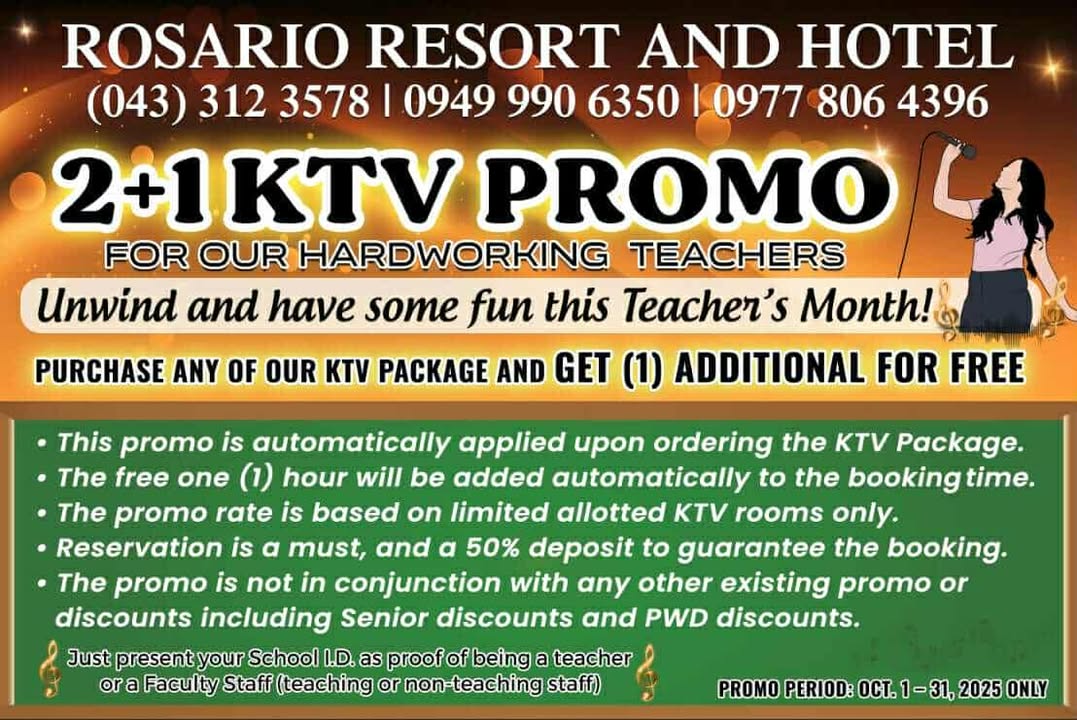 ROSARIO RESORT AND HOTEL
(043) 312 3578 | 0949 990 6350 | 0977 806 4396
2+1 KTV PROMO
FOR OUR HARDWORKING TEACHERS
Unwind and have some fun this Teacher's Month!
PURCHASE ANY OF OUR KTV PACKAGE AND GET (1) ADDITIONAL FOR FREE
• This promo is automatically applied upon ordering the KTV Package.
• The free one (1) hour will be added automatically to the booking time.
• The promo rate is based on limited allotted KTV rooms only.
• Reservation is a must, and a 50% deposit to guarantee the booking.
• The promo is not in conjunction with any other existing promo or
discounts including Senior discounts and PWD discounts.
Just present your School I.D. as proof of being a teacher
or a Faculty Staff (teaching or non-teaching staff)
PROMO PERIOD: OCT. 1 – 31, 2025 ONLY